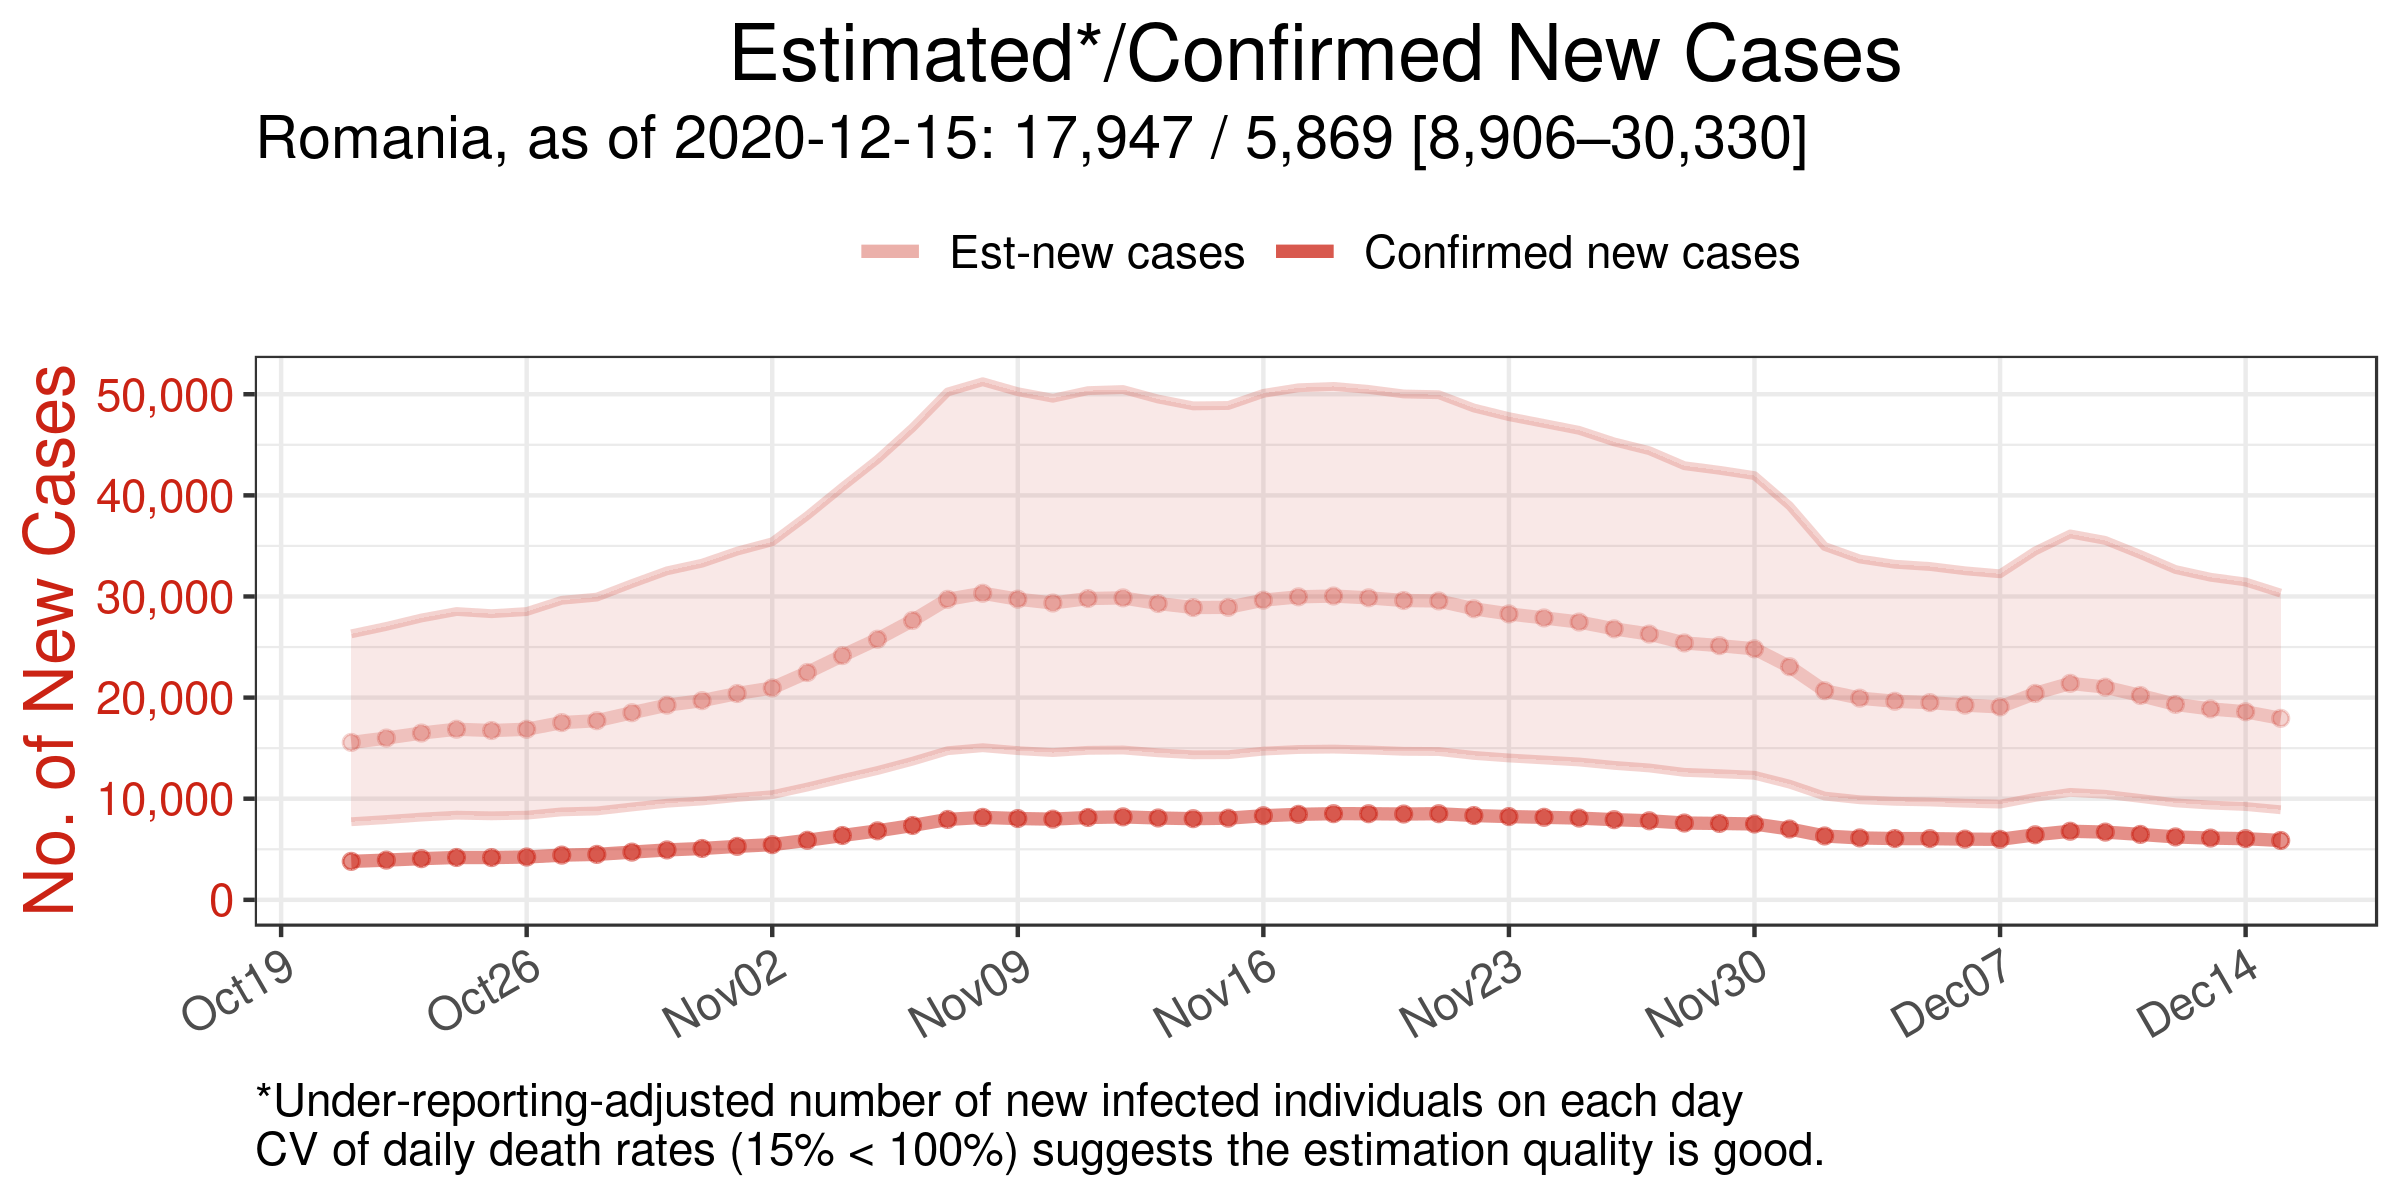 Estimated*/Confirmed New Cases
Romania, as of 2020-12-15: 17,947 / 5,869 [8,906–30,330]
Est-new cases
Confirmed new cases
No. of New Cases
50,000
40,000
30,000
20,000
10,000
0
Oct19
Oct26
Nov02
Nov09
Nov16
Nov23
Nov30
Dec07
Dec14
*Under-reporting-adjusted number of new infected individuals on each day
CV of daily death rates (15% < 100%) suggests the estimation quality is good.